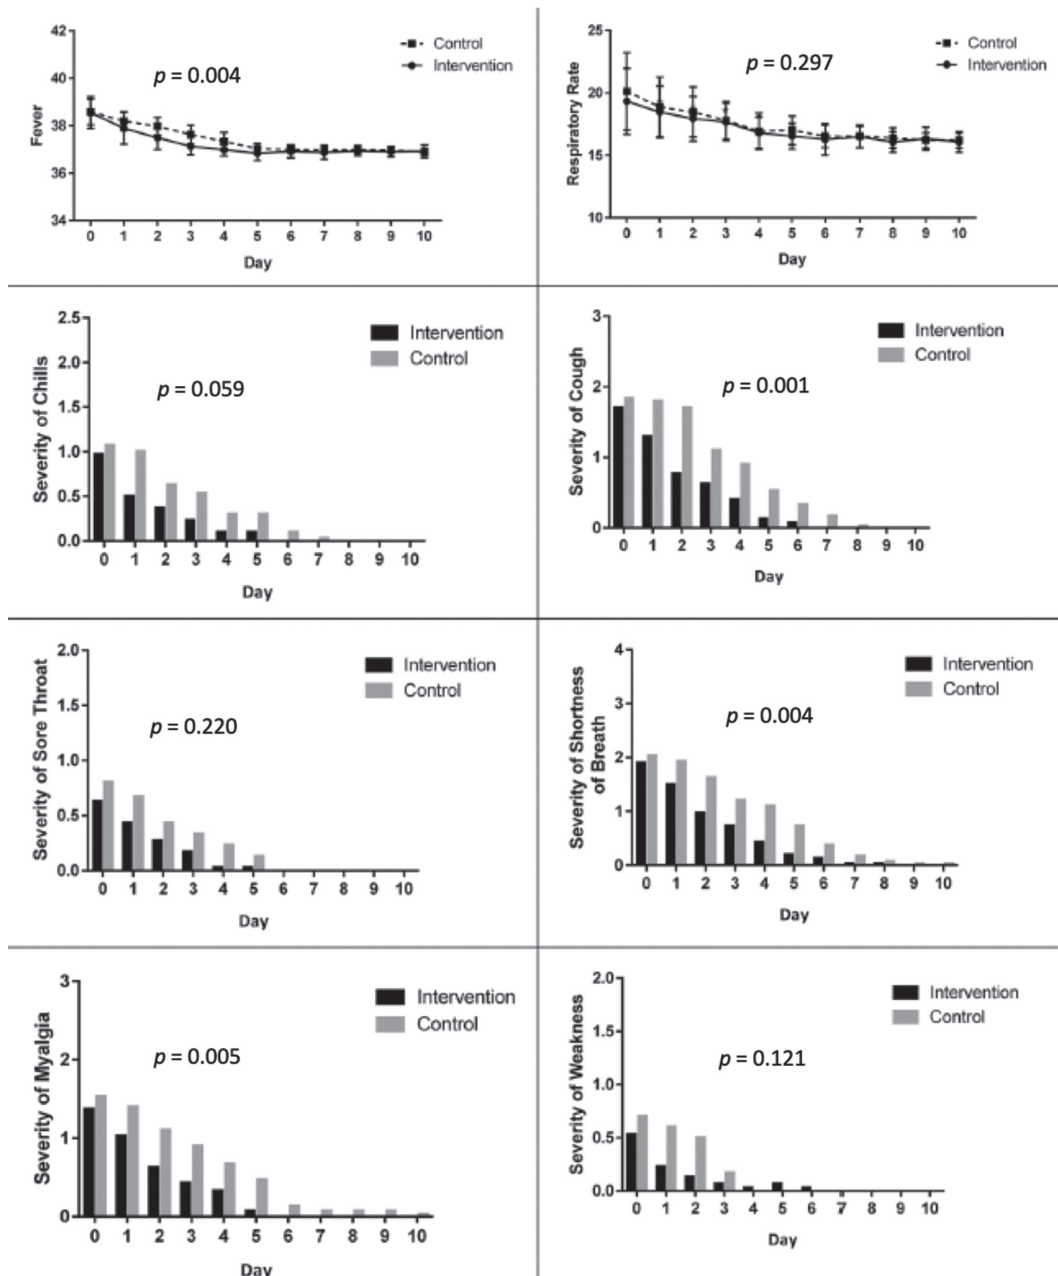 42
40
38
36
34
Fever
p = 0.004
Control
Intervention
0 1 2 3 4 5 6 7 8 9 10
Day
25
20
15
10
Respiratory Rate
p = 0.297
Control
Intervention
0 1 2 3 4 5 6 7 8 9 10
Day
2.5
2.0
1.5
1.0
0.5
0.0
Severity of Chills
p = 0.059
Intervention
Control
0 1 2 3 4 5 6 7 8 9 10
Day
3
2
1
0
Severity of Cough
p = 0.001
Intervention
Control
0 1 2 3 4 5 6 7 8 9 10
Day
2.0
1.5
1.0
0.5
0.0
Severity of Sore Throat
p = 0.220
Intervention
Control
0 1 2 3 4 5 6 7 8 9 10
Day
4
3
2
1
0
Severity of Shortness
of Breath
p = 0.004
Intervention
Control
0 1 2 3 4 5 6 7 8 9 10
Day
3
2
1
0
Severity of Myalgia
p = 0.005
Intervention
Control
0 1 2 3 4 5 6 7 8 9 10
Day
2.0
1.5
1.0
0.5
0.0
Severity of Weakness
p = 0.121
Intervention
Control
0 1 2 3 4 5 6 7 8 9 10
Day